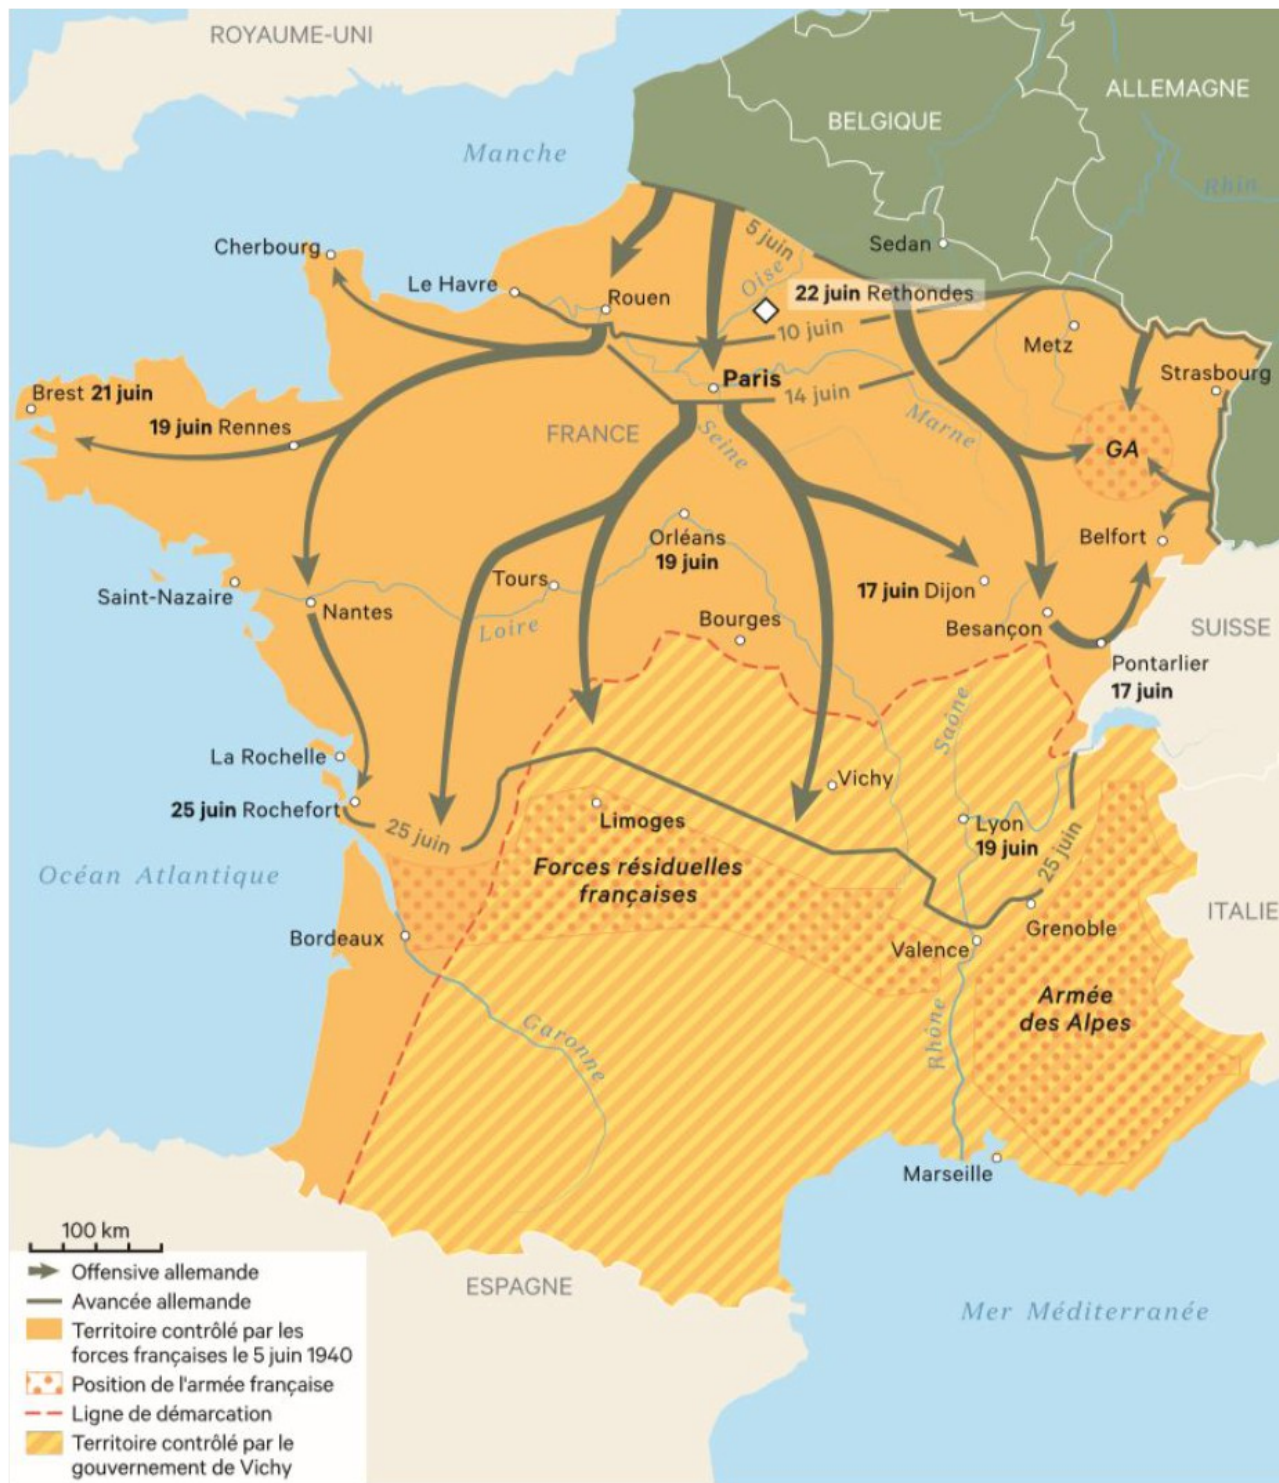 ROYAUME-UNI
ALLEMAGNE
BELGIQUE
Manche
Rhin
5 juin
Sedan
Cherbourg
Oise
Le Havre
22 juin Rethondes
Rouen
10 juin
Metz
Paris
Strasbourg
14 juin
Brest 21 juin
Marne
19 juin Rennes
FRANCE
Seine
GA
Orléans
19 juin
Belfort
Tours
17 juin Dijon
Saint-Nazaire
Nantes
Loire
Bourges
Besançon
SUISSE
Pontarlier
17 juin
Saône
La Rochelle
Vichy
25 juin Rochefort
25 juin
Limoges
Lyon
19 juin
25 juin
Océan Atlantique
Forces résiduelles
françaises
ITALIE
Grenoble
Bordeaux
Valence
Armée
des Alpes
Garonne
Rhône
Marseille
100 km
Offensive allemande
Avancée allemande
Territoire contrôlé par les
forces françaises le 5 juin 1940
Position de l'armée française
Ligne de démarcation
Territoire contrôlé par le
gouvernement de Vichy
ESPAGNE
Mer Méditerranée